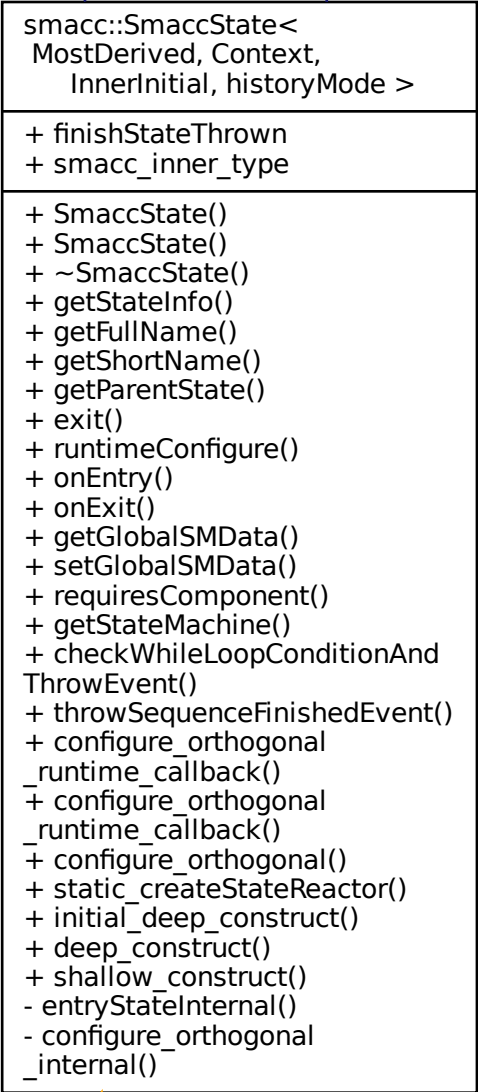 smacc::SmaccState<
MostDerived, Context,
InnerInitial, historyMode >
+ finishStateThrown
+ smacc_inner_type
+ SmaccState()
+ SmaccState()
+ ~SmaccState()
+ getStateInfo()
+ getFullName()
+ getShortName()
+ getParentState()
+ exit()
+ runtimeConfigure()
+ onEntry()
+ onExit()
+ getGlobalSMData()
+ setGlobalSMData()
+ requiresComponent()
+ getStateMachine()
+ checkWhileLoopConditionAnd
ThrowEvent()
+ throwSequenceFinishedEvent()
+ configure_orthogonal
_runtime_callback()
+ configure_orthogonal
_runtime_callback()
+ configure_orthogonal()
+ static_createStateReactor()
+ initial_deep_construct()
+ deep_construct()
+ shallow_construct()
- entryStateInternal()
- configure_orthogonal
_internal()